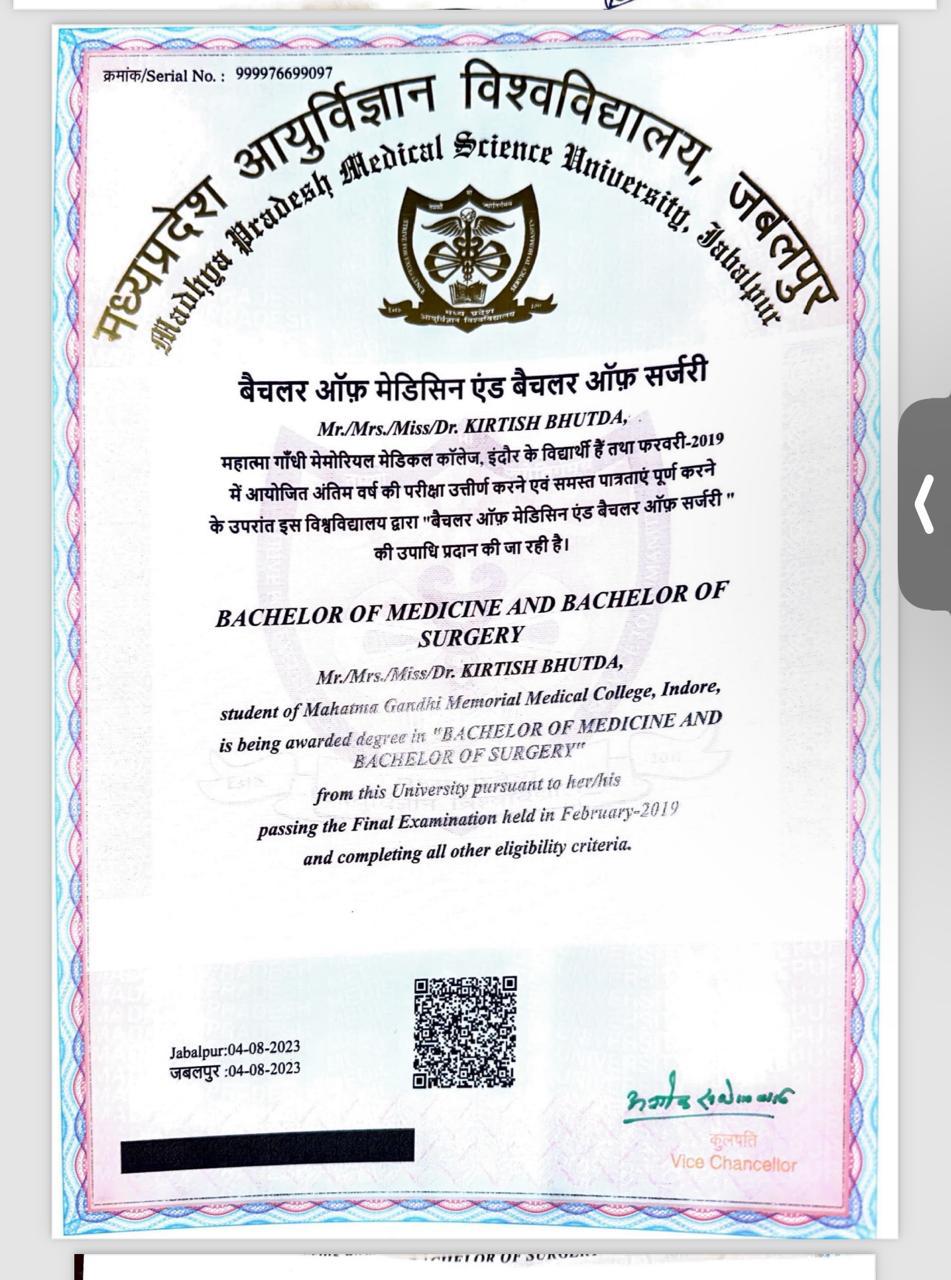 क्रमांक/Serial No. : 999976699097
मध्यप्रदेश आयुर्विज्ञान विश्वविद्यालय, जबलपुर
Madhya Pradesh Medical Science University, Jabalpur
STRIVE FOR EXCELLENCE
SERVICE TO HUMANITY
मध्य प्रदेश
आयुर्विज्ञान विश्वविद्यालय
बैचलर ऑफ़ मेडिसिन एंड बैचलर ऑफ़ सर्जरी
Mr./Mrs./Miss/Dr. KIRTISH BHUTDA,
महात्मा गाँधी मेमोरियल मेडिकल कॉलेज, इंदौर के विद्यार्थी हैं तथा फरवरी-2019
में आयोजित अंतिम वर्ष की परीक्षा उत्तीर्ण करने एवं समस्त पात्रताएं पूर्ण करने
के उपरांत इस विश्वविद्यालय द्वारा "बैचलर ऑफ़ मेडिसिन एंड बैचलर ऑफ़ सर्जरी "
की उपाधि प्रदान की जा रही है।
BACHELOR OF MEDICINE AND BACHELOR OF
SURGERY
Mr./Mrs./Miss/Dr. KIRTISH BHUTDA,
student of Mahatma Gandhi Memorial Medical College, Indore,
is being awarded degree in "BACHELOR OF MEDICINE AND
BACHELOR OF SURGERY"
from this University pursuant to her/his
passing the Final Examination held in February-2019
and completing all other eligibility criteria.
Jabalpur:04-08-2023
जबलपुर :04-08-2023
कुलपति
Vice Chancellor